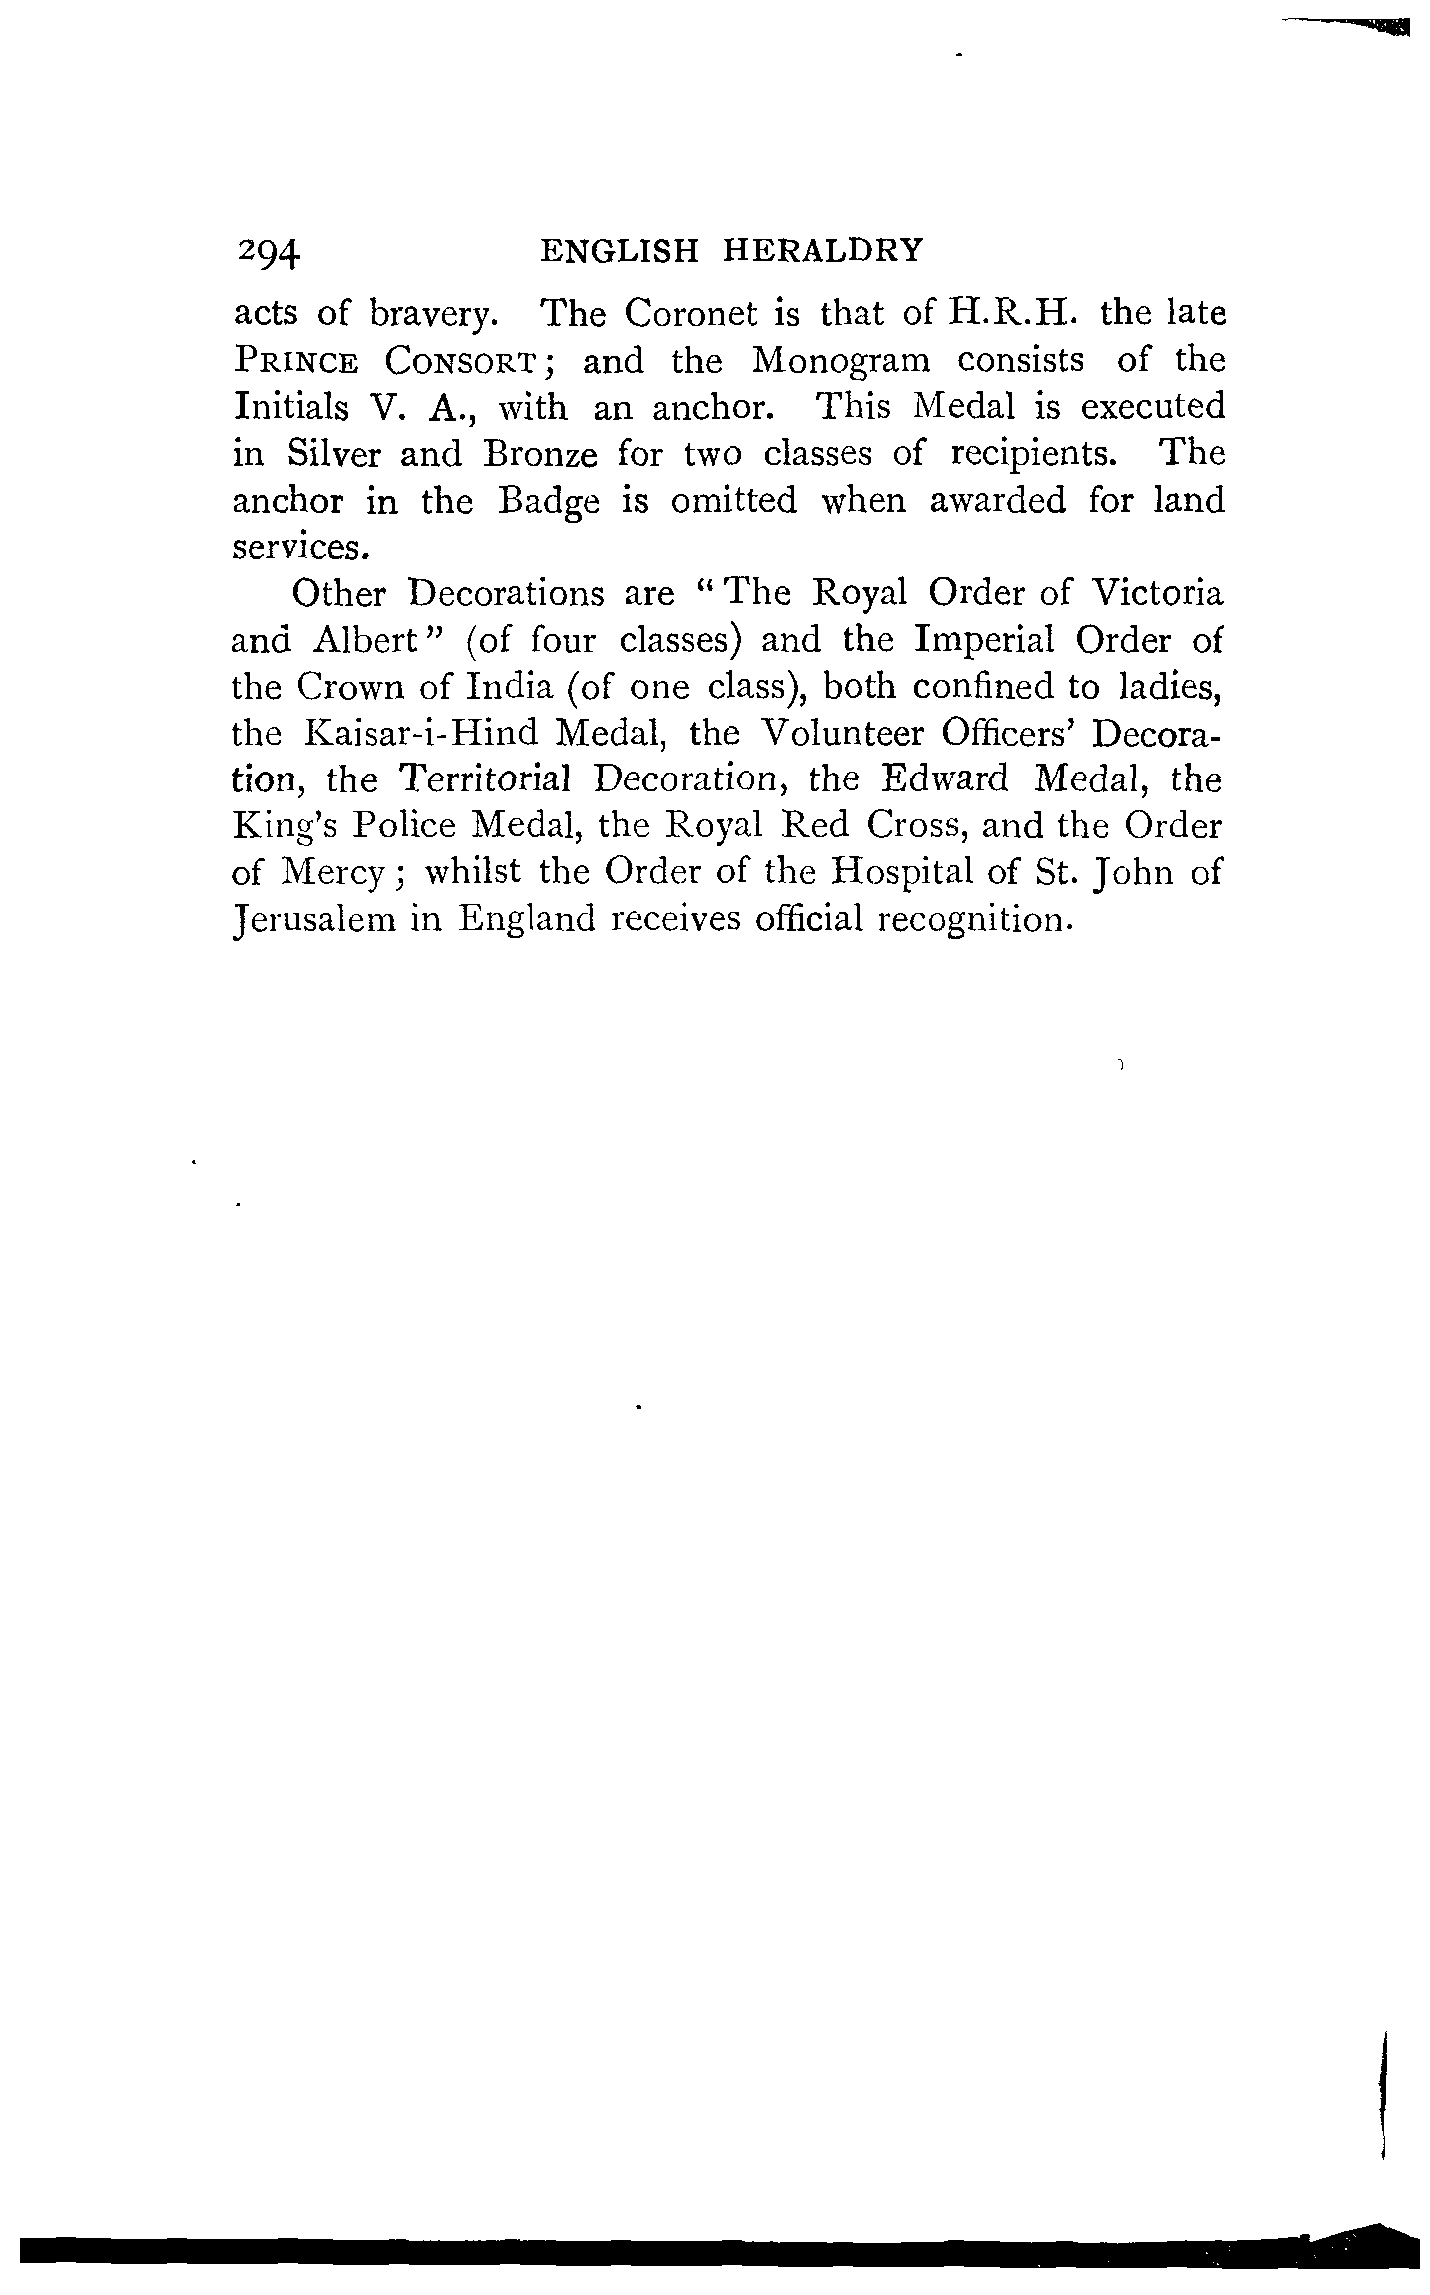 294 ENGLISH HERALDRY
acts of bravery. The Coronet is that of H.R.H. the late
PRINCE CONSORT; and the Monogram consists of the
Initials V. A., with an anchor. This Medal is executed
in Silver and Bronze for two classes of recipients. The
anchor in the Badge is omitted when awarded for land
services.
Other Decorations are “The Royal Order of Victoria
and Albert” (of four classes) and the Imperial Order of
the Crown of India (of one class), both confined to ladies,
the Kaisar-i-Hind Medal, the Volunteer Officers’ Decora-
tion, the Territorial Decoration, the Edward Medal, the
King’s Police Medal, the Royal Red Cross, and the Order
of Mercy; whilst the Order of the Hospital of St. John of
Jerusalem in England receives official recognition.